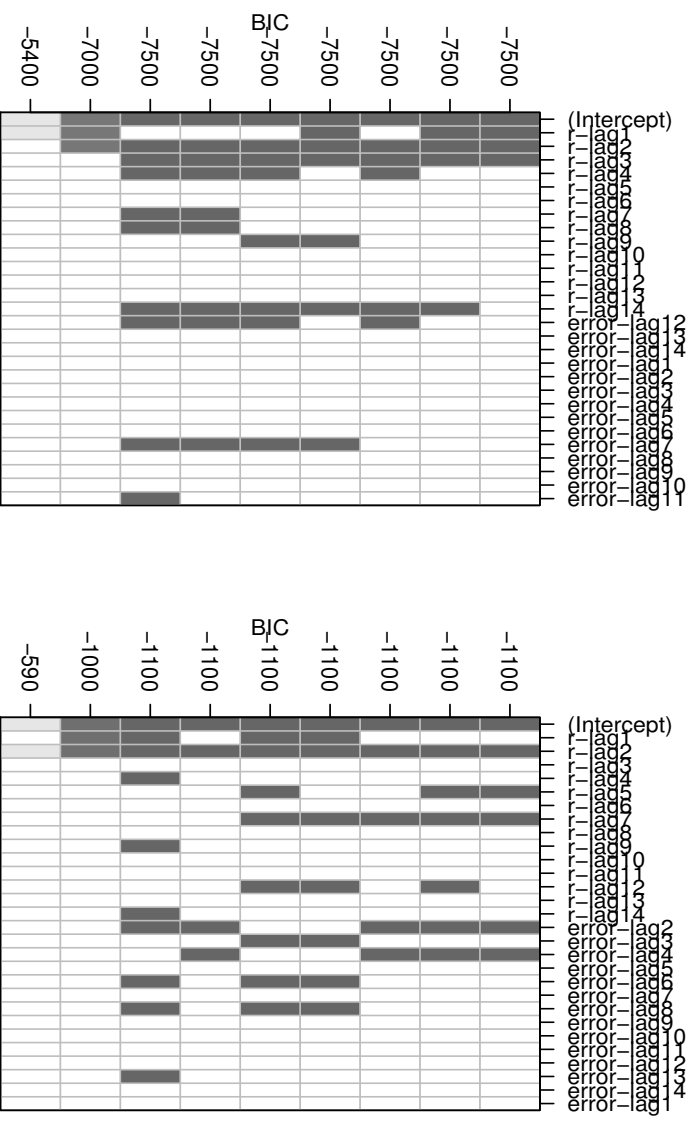 BIC
−5400
−7000
−7500
−7500
−7500
−7500
−7500
−7500
−7500
(Intercept)
r−lag1
r−lag2
r−lag3
r−lag4
r−lag5
r−lag6
r−lag7
r−lag8
r−lag9
r−lag10
r−lag11
r−lag12
r−lag13
r−lag14
error−lag12
error−lag13
error−lag14
error−lag1
error−lag2
error−lag3
error−lag4
error−lag5
error−lag6
error−lag7
error−lag8
error−lag9
error−lag10
error−lag11
BIC
−590
−1000
−1100
−1100
−1100
−1100
−1100
−1100
−1100
(Intercept)
r−lag1
r−lag2
r−lag3
r−lag4
r−lag5
r−lag6
r−lag7
r−lag8
r−lag9
r−lag10
r−lag11
r−lag12
r−lag13
r−lag14
error−lag2
error−lag3
error−lag4
error−lag5
error−lag6
error−lag7
error−lag8
error−lag9
error−lag10
error−lag11
error−lag12
error−lag13
error−lag14
error−lag1